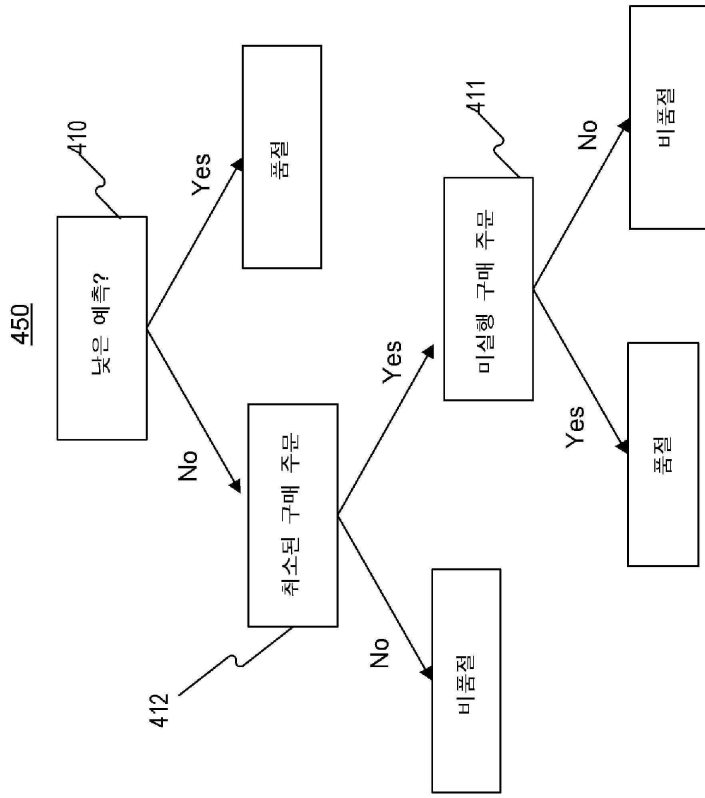 450
410
낮은 예측?
No
Yes
412
취소된 구매 주문
품절
No
Yes
411
비품절
미실행 구매 주문
Yes
No
품절
비품절